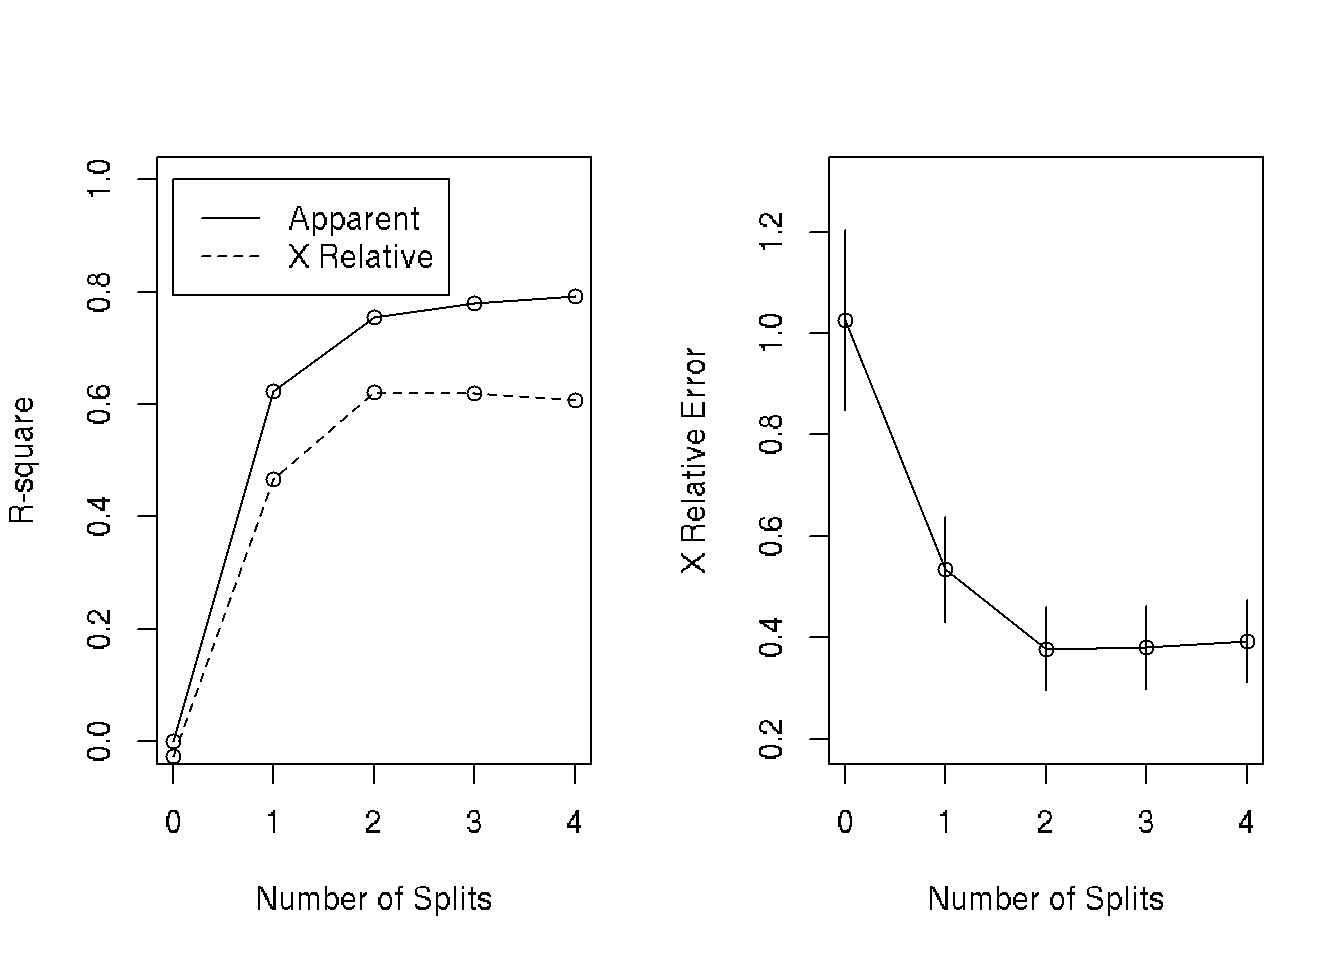 Apparent
X Relative
R-square
0.0 0.2 0.4 0.6 0.8 1.0
0 1 2 3 4
Number of Splits
X Relative Error
0.2 0.4 0.6 0.8 1.0 1.2
0 1 2 3 4
Number of Splits